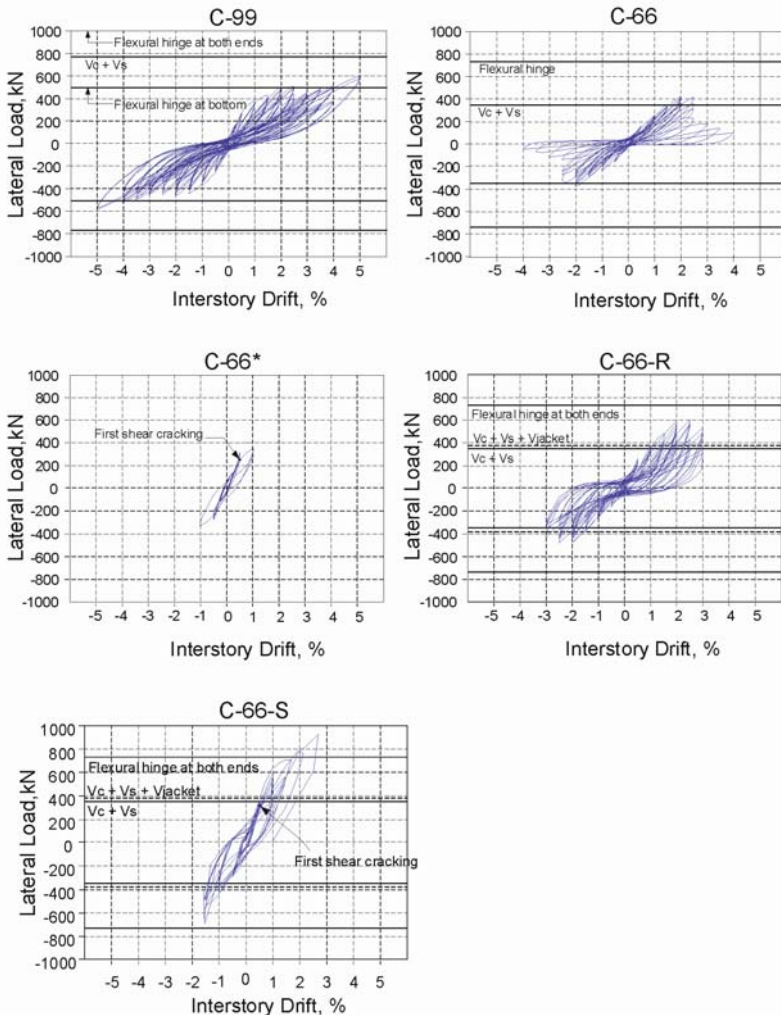 C-99
1000
800
600
400
200
0
-200
-400
-600
-800
-1000
Flexural hinge at both ends
Vc + Vs
Flexural hinge at bottom
-5 -4 -3 -2 -1 0 1 2 3 4 5
Lateral Load,kN
Interstory Drift, %
C-66
1000
800
600
400
200
0
-200
-400
-600
-800
-1000
Flexural hinge
Vc + Vs
-5 -4 -3 -2 -1 0 1 2 3 4 5
Lateral Load,kN
Interstory Drift, %
C-66*
1000
800
600
400
200
0
-200
-400
-600
-800
-1000
First shear cracking
-5 -4 -3 -2 -1 0 1 2 3 4 5
Lateral Load,kN
Interstory Drift, %
C-66-R
1000
800
600
400
200
0
-200
-400
-600
-800
-1000
Flexural hinge at both ends
Vc + Vs + Vjacket
Vc + Vs
-5 -4 -3 -2 -1 0 1 2 3 4 5
Lateral Load,kN
Interstory Drift, %
C-66-S
1000
800
600
400
200
0
-200
-400
-600
-800
-1000
Flexural hinge at both ends
Vc + Vs + Vjacket
Vc + Vs
First shear cracking
-5 -4 -3 -2 -1 0 1 2 3 4 5
Lateral Load,kN
Interstory Drift, %